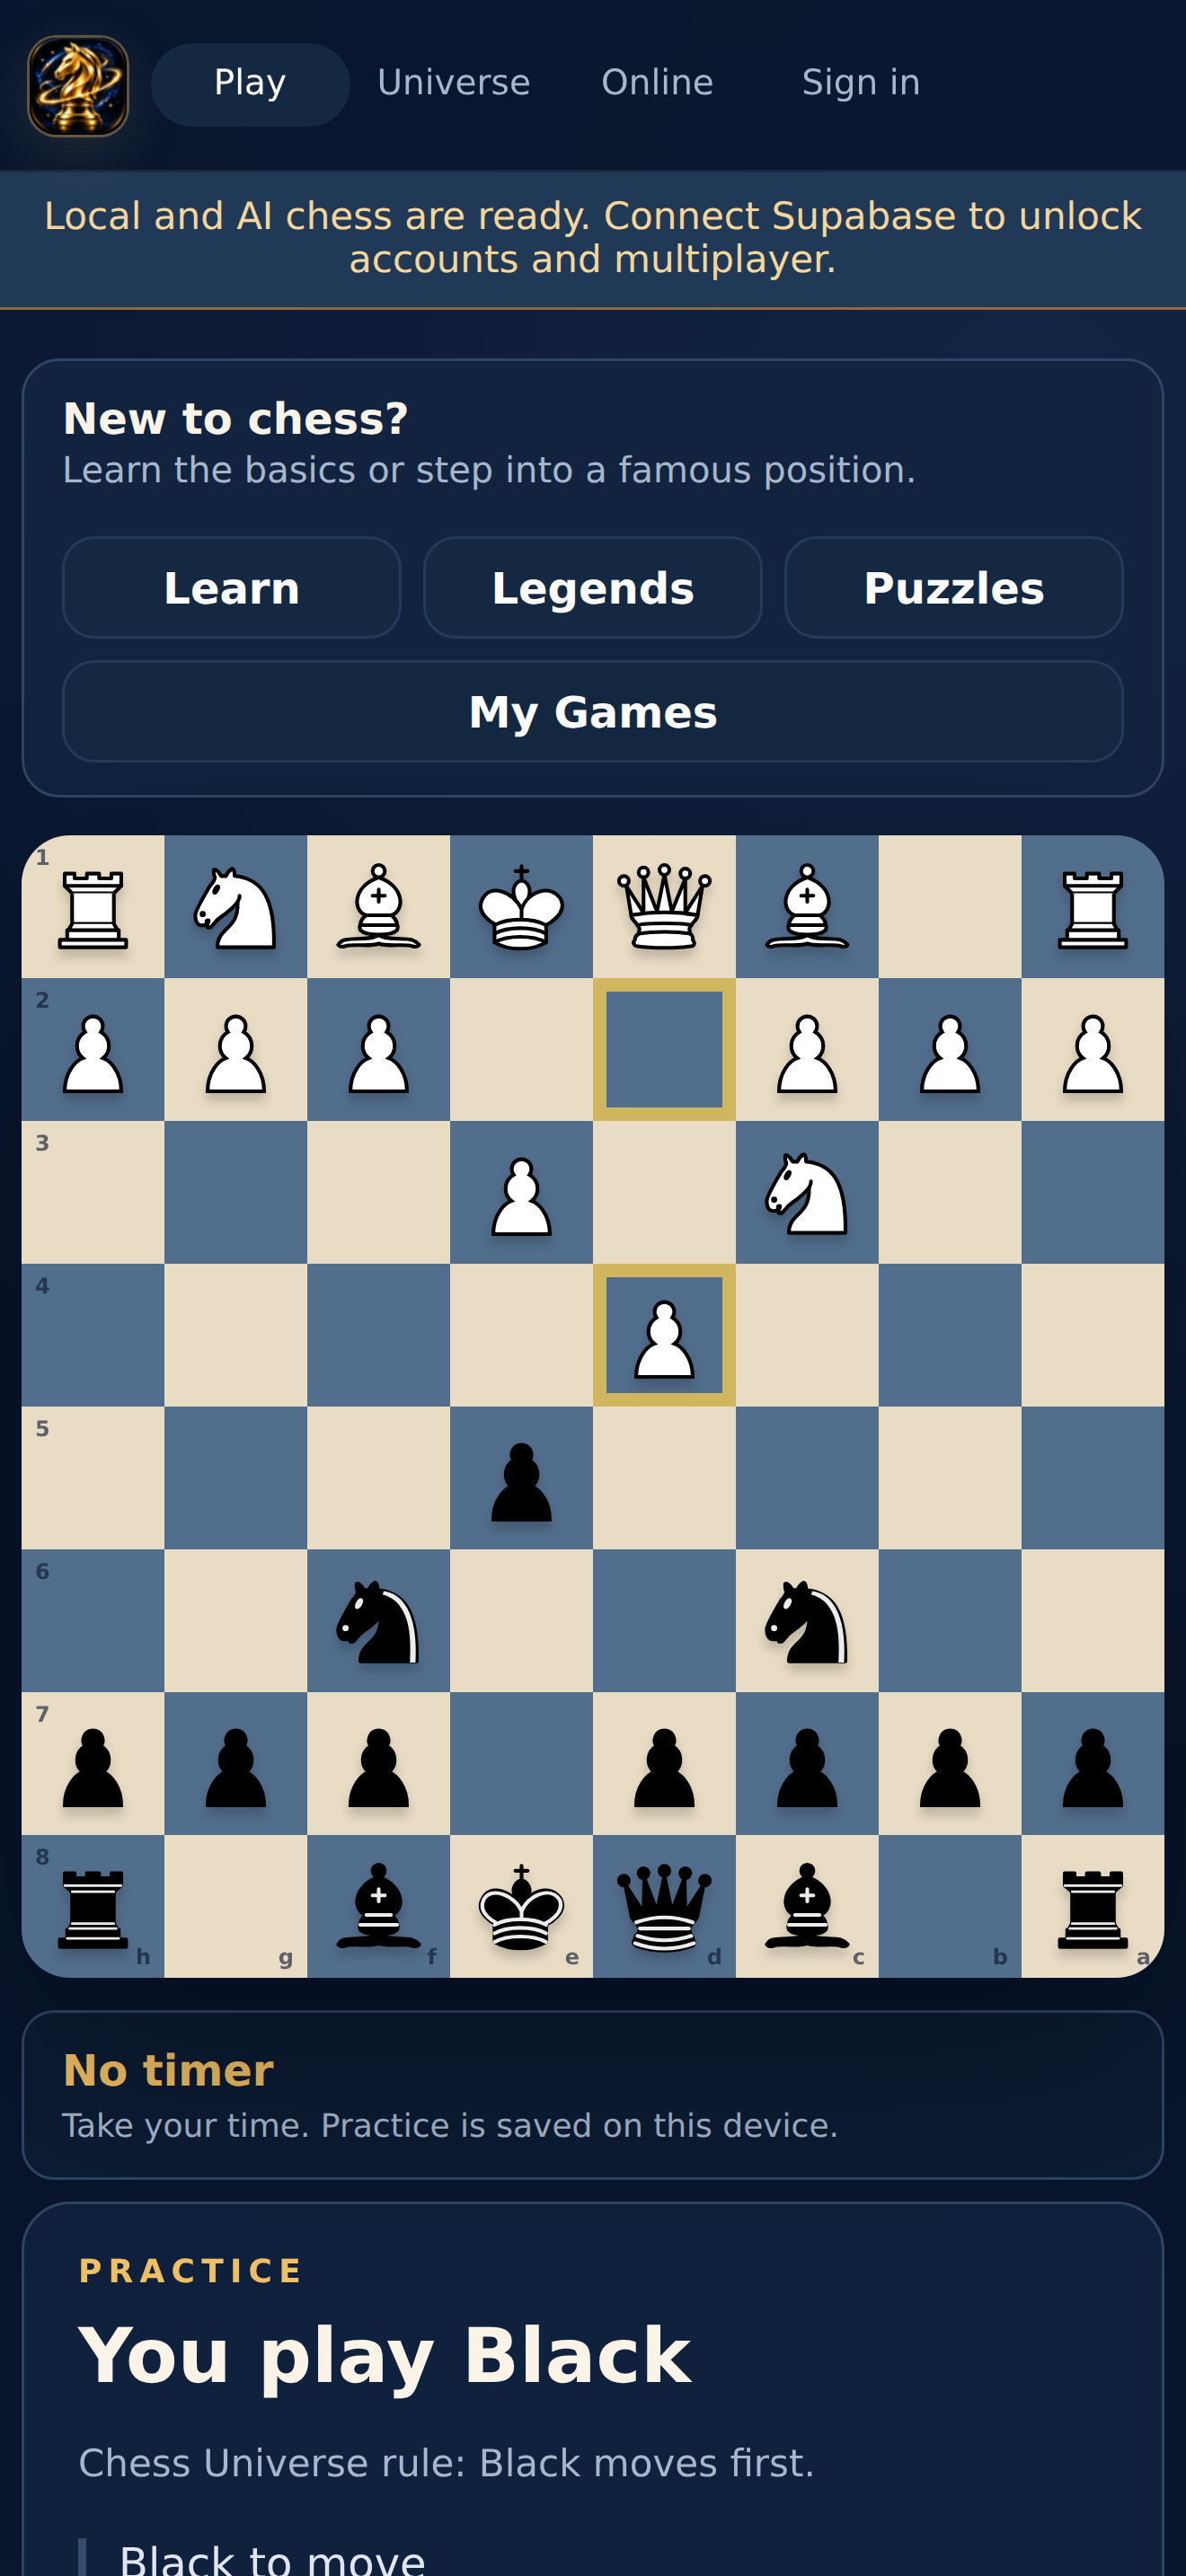 Play Universe Online Sign in
Local and AI chess are ready. Connect Supabase to unlock
accounts and multiplayer.
New to chess?
Learn the basics or step into a famous position.
Learn Legends Puzzles
My Games
1
2
3
4
5
6
7
8
h g f e d c b a
No timer
Take your time. Practice is saved on this device.
PRACTICE
You play Black
Chess Universe rule: Black moves first.
Black to move